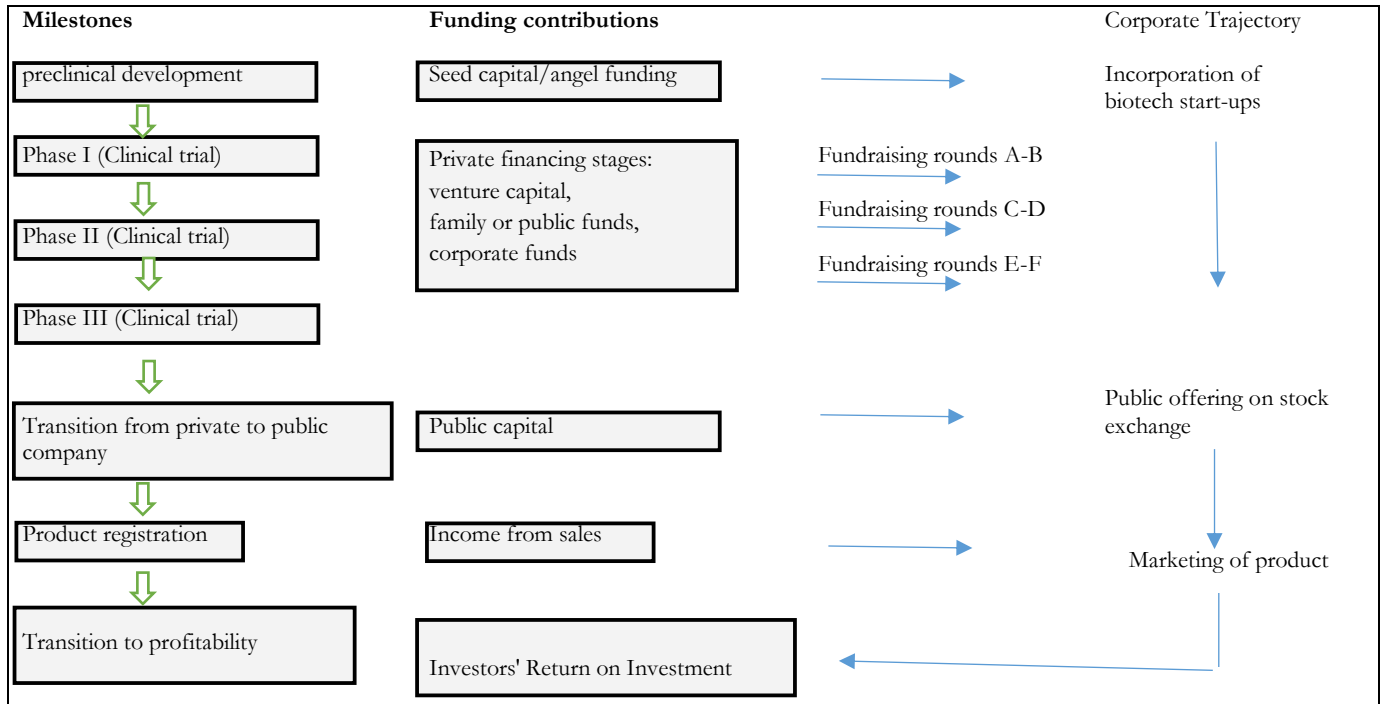 Milestones
Funding contributions
Corporate Trajectory
preclinical development
Seed capital/angel funding
Incorporation of
biotech start-ups
Phase I (Clinical trial)
Private financing stages:
venture capital,
family or public funds,
corporate funds
Fundraising rounds A-B
Phase II (Clinical trial)
Fundraising rounds C-D
Fundraising rounds E-F
Phase III (Clinical trial)
Transition from private to public
company
Public capital
Public offering on stock
exchange
Product registration
Income from sales
Marketing of product
Transition to profitability
Investors' Return on Investment